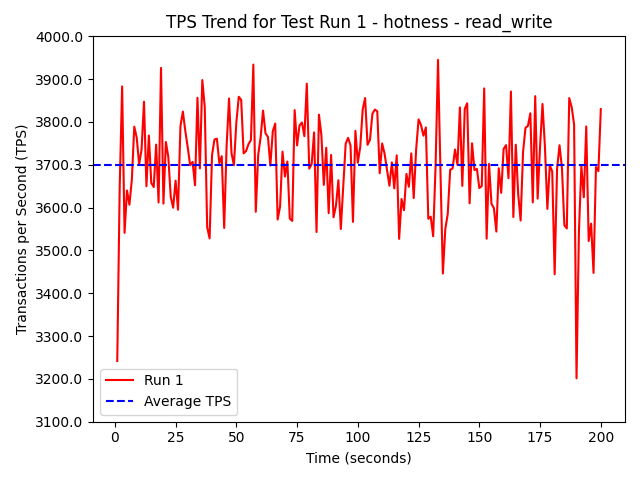 TPS Trend for Test Run 1 - hotness - read_write
Transactions per Second (TPS)
4000.0
3900.0
3800.0
3700.3
3600.0
3500.0
3400.0
3300.0
3200.0
3100.0
Run 1
Average TPS
0 25 50 75 100 125 150 175 200
Time (seconds)